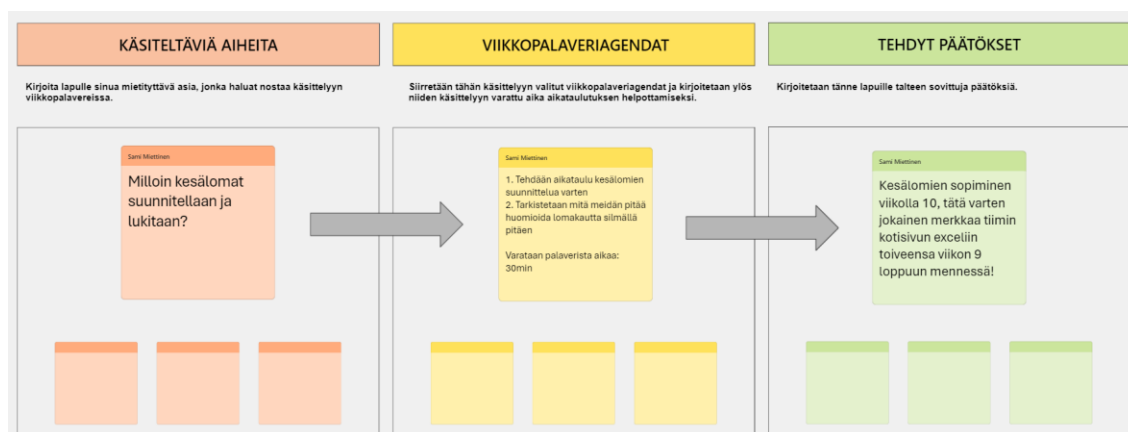 KÄSITELTÄVIÄ AIHEITA
Kirjoita lapulle sinua mietityttävä asia, jonka haluat nostaa käsittelyyn
viikkopalavereissa.
Sami Miettinen
Milloin kesälomat
suunnitellaan ja
lukitaan?
VIIKKOPALAVERIAGENDAT
Siirretään tähän käsittelyyn valitut viikkopalaveriagendat ja kirjoitetaan ylös
niiden käsittelyyn varattu aika aikataulutuksen helpottamiseksi.
Sami Miettinen
1. Tehdään aikataulu kesälomien
suunnittelua varten
2. Tarkistetaan mitä meidän pitää
huomioida lomakautta silmällä
pitäen
Varataan palaverista aikaa:
30min
TEHDYT PÄÄTÖKSET
Kirjoitetaan tänne lapuille talteen sovittuja päätöksiä.
Sami Miettinen
Kesälomien sopiminen
viikolla 10, tätä varten
jokainen merkkaa tiimin
kotisivun exceliin
toiveensa viikon 9
loppuun mennessä!